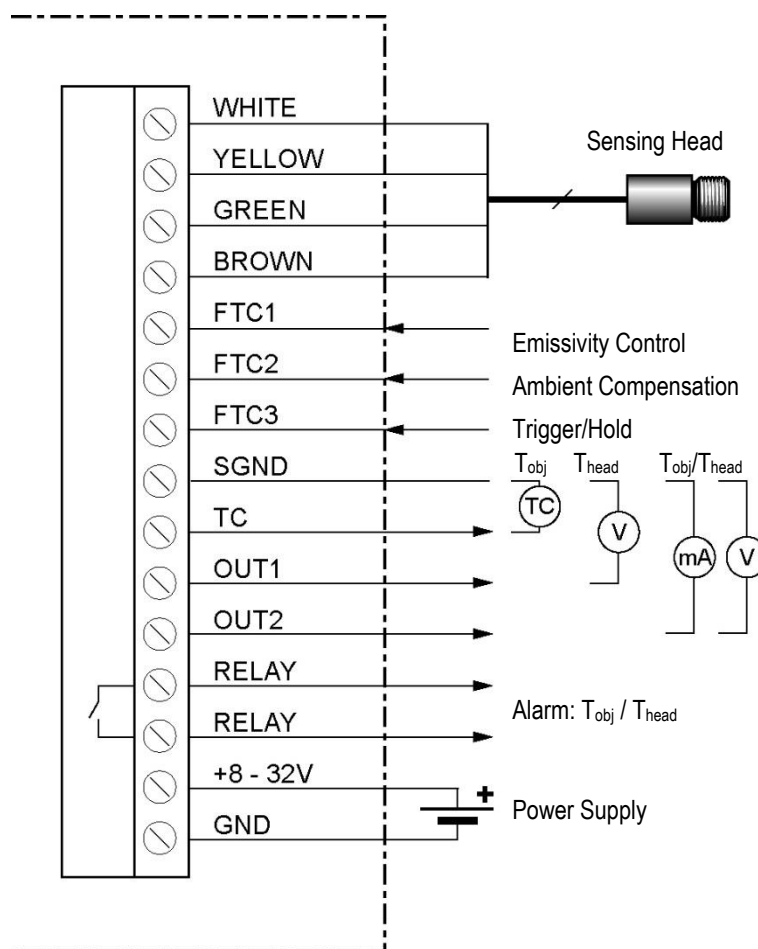 WHITE
YELLOW
Sensing Head
GREEN
BROWN
FTC1
Emissivity Control
FTC2
Ambient Compensation
FTC3
Trigger/Hold
SGND
Tobj Thead Tobj/Thead
TC
TC
V
mA
V
OUT1
OUT2
RELAY
RELAY
Alarm: Tobj / Thead
+8 - 32V
+
Power Supply
GND